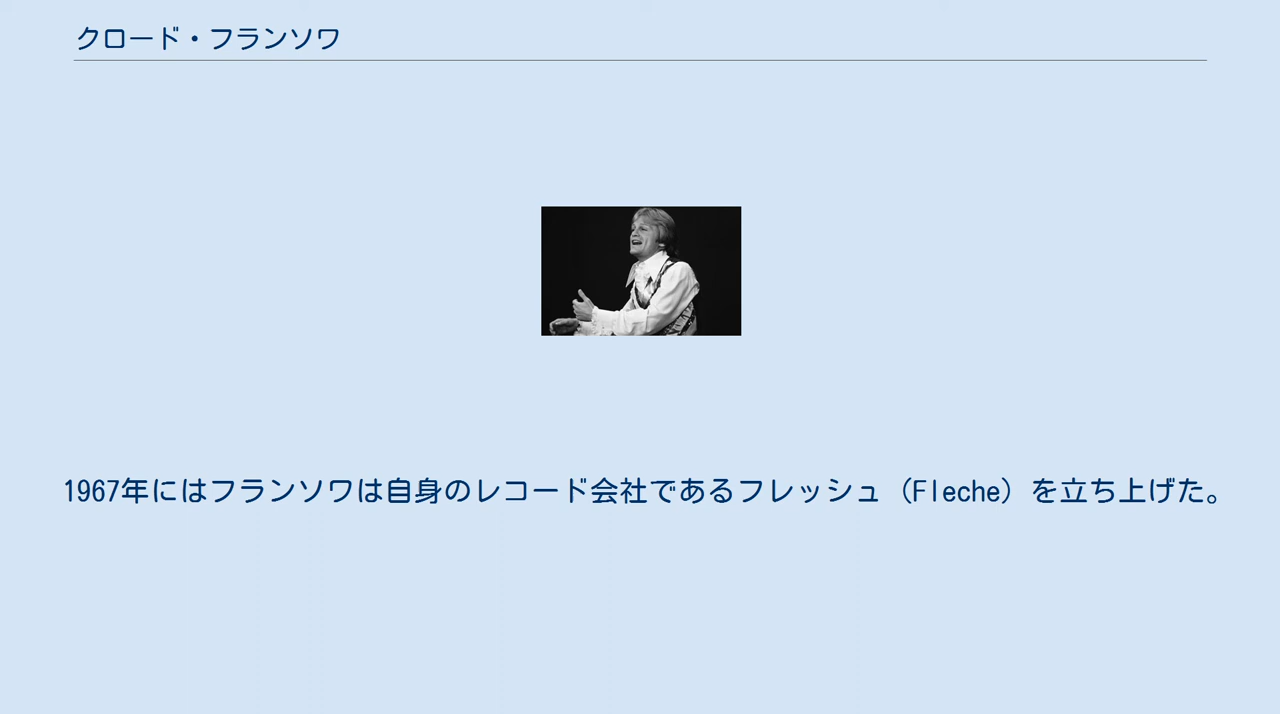 クロード・フランソワ
1967年にはフランソワは自身のレコード会社であるフレッシュ（Fleche）を立ち上げた。